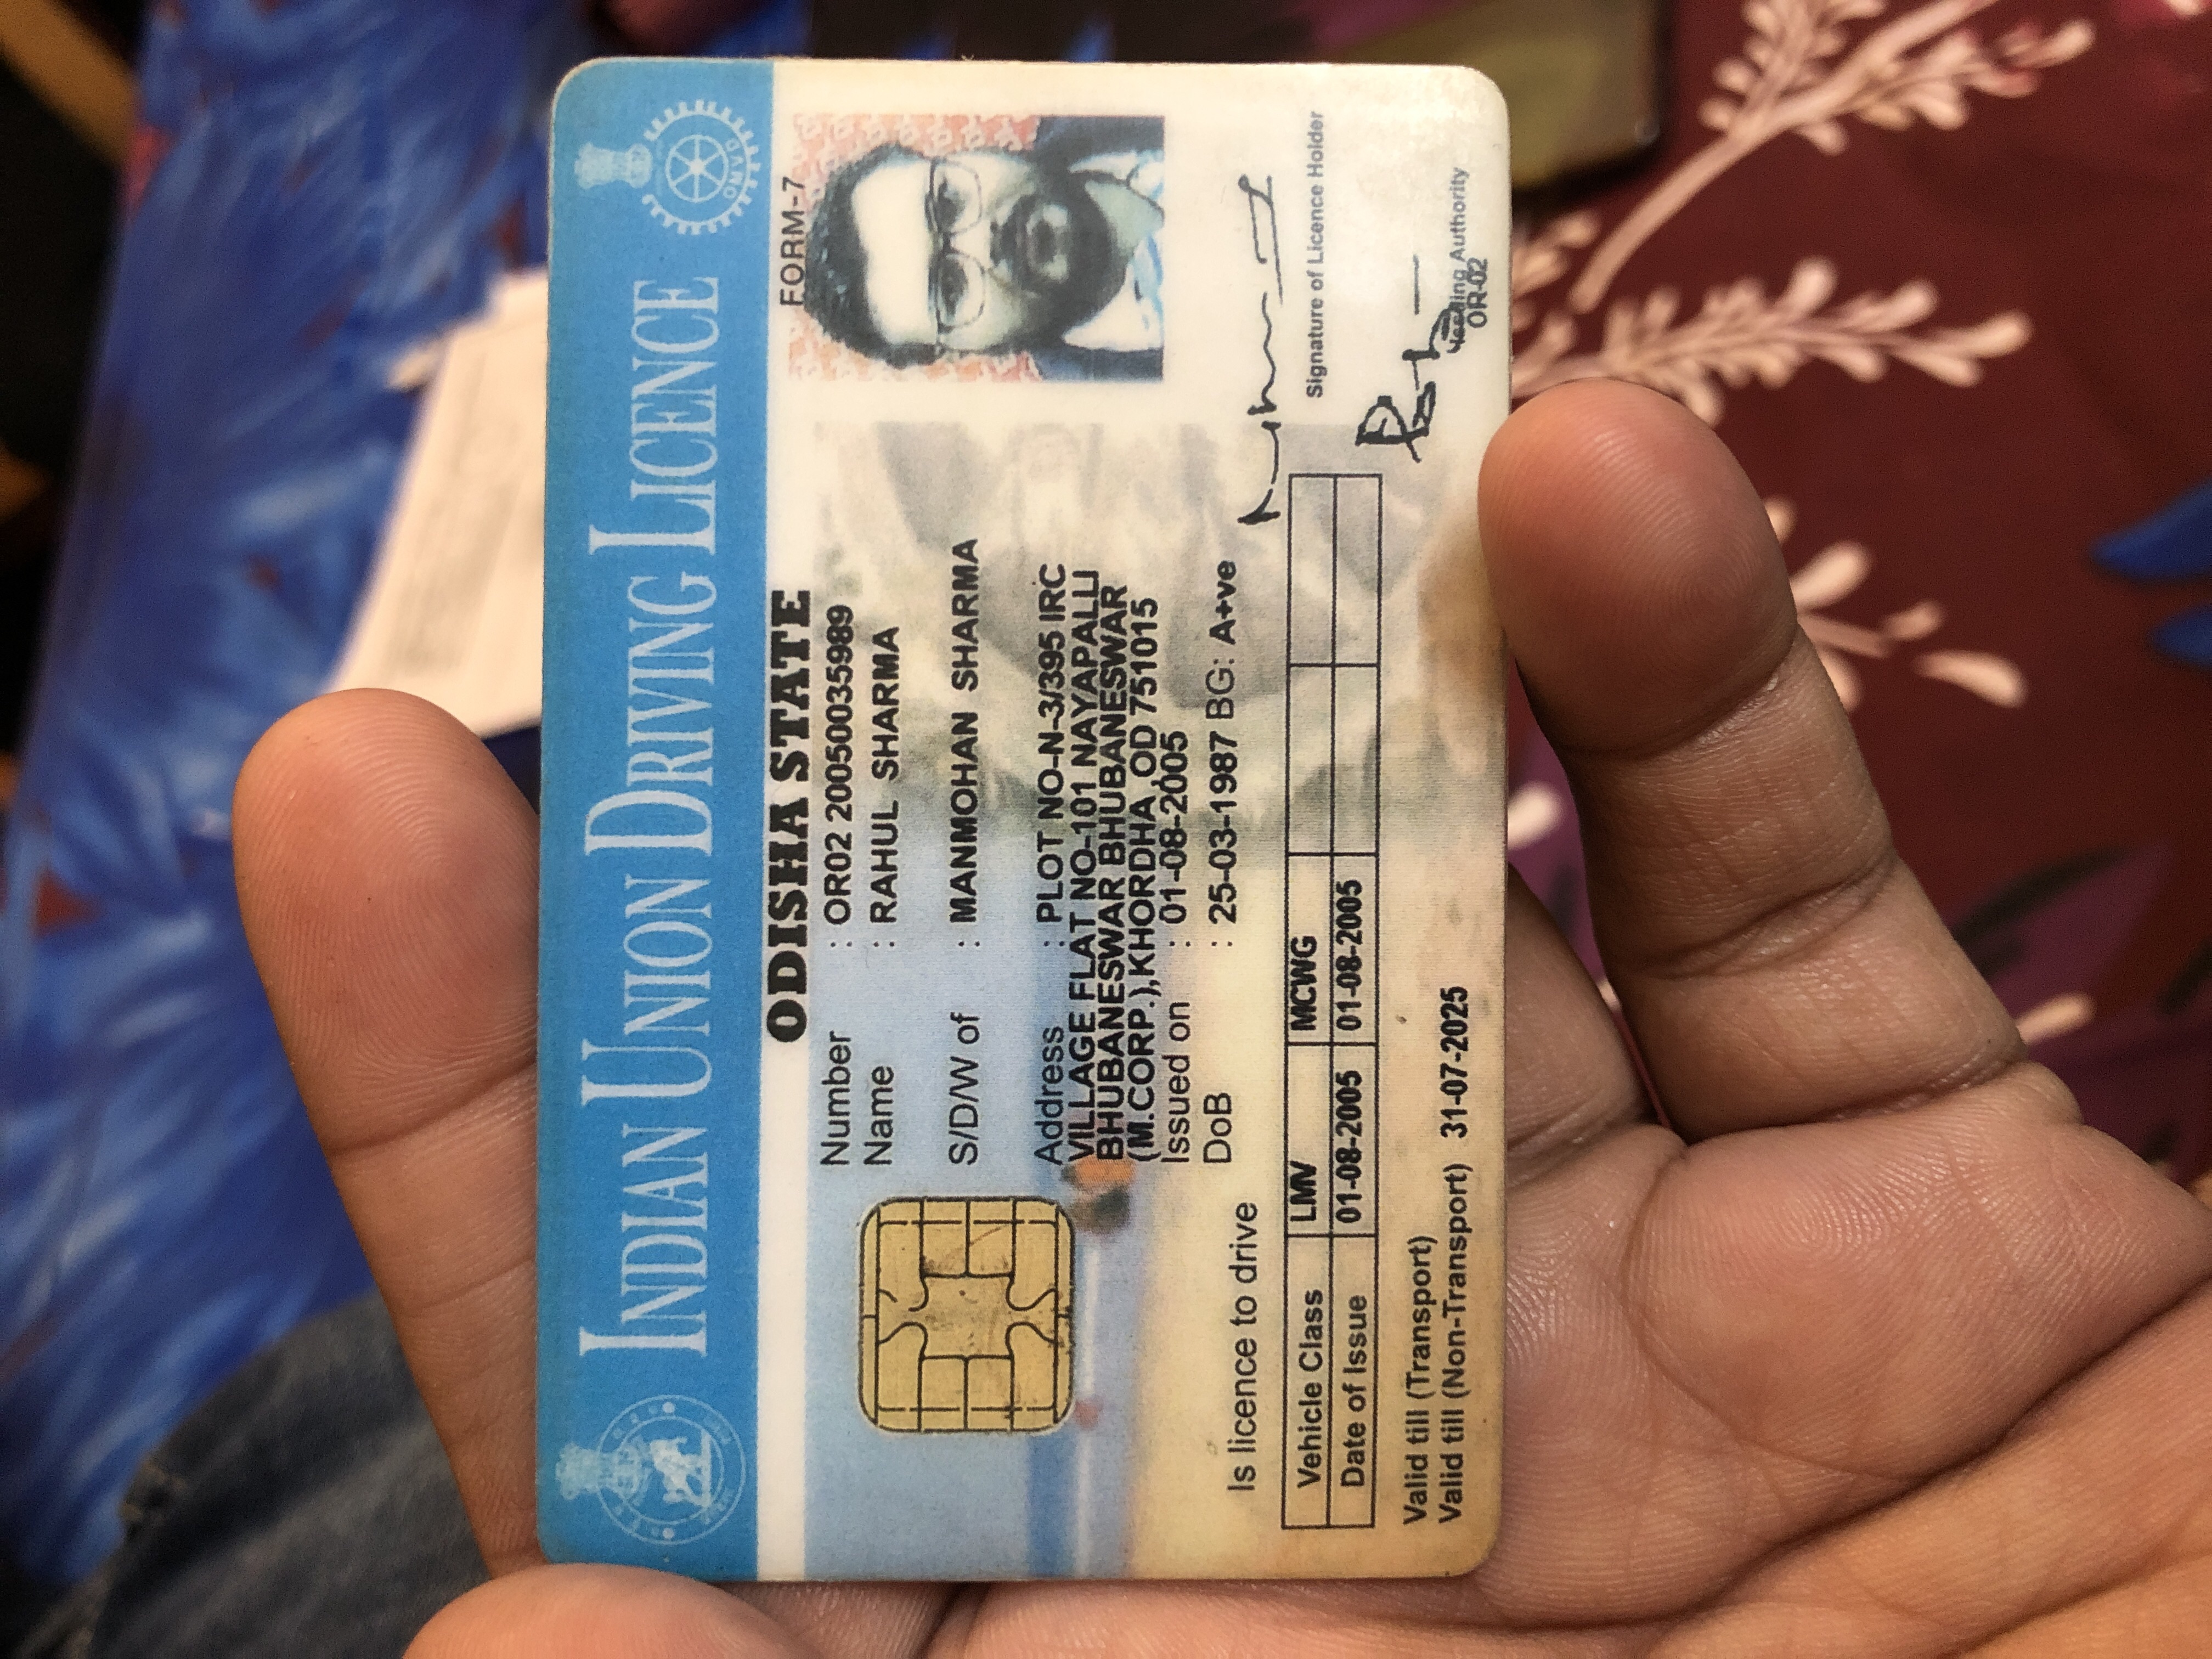 INDIAN UNION DRIVING LICENCE
OMVD
ODISHA STATE
FORM-7
Number : OR02 20050035989
Name : RAHUL SHARMA
S/D/W of : MANMOHAN SHARMA
Address : PLOT NO-N-3/395 IRC
VILLAGE FLAT NO-101 NAYAPALLI
BHUBANESWAR BHUBANESWAR
(M.CORP.),KHORDHA ,OD 751015
Issued on : 01-08-2005
DoB : 25-03-1987 BG: A+ve
Is licence to drive
Vehicle Class LMV MCWG
Date of Issue 01-08-2005 01-08-2005
Signature of Licence Holder
Valid till (Transport)
Valid till (Non-Transport) 31-07-2025
Issuing Authority
OR-02